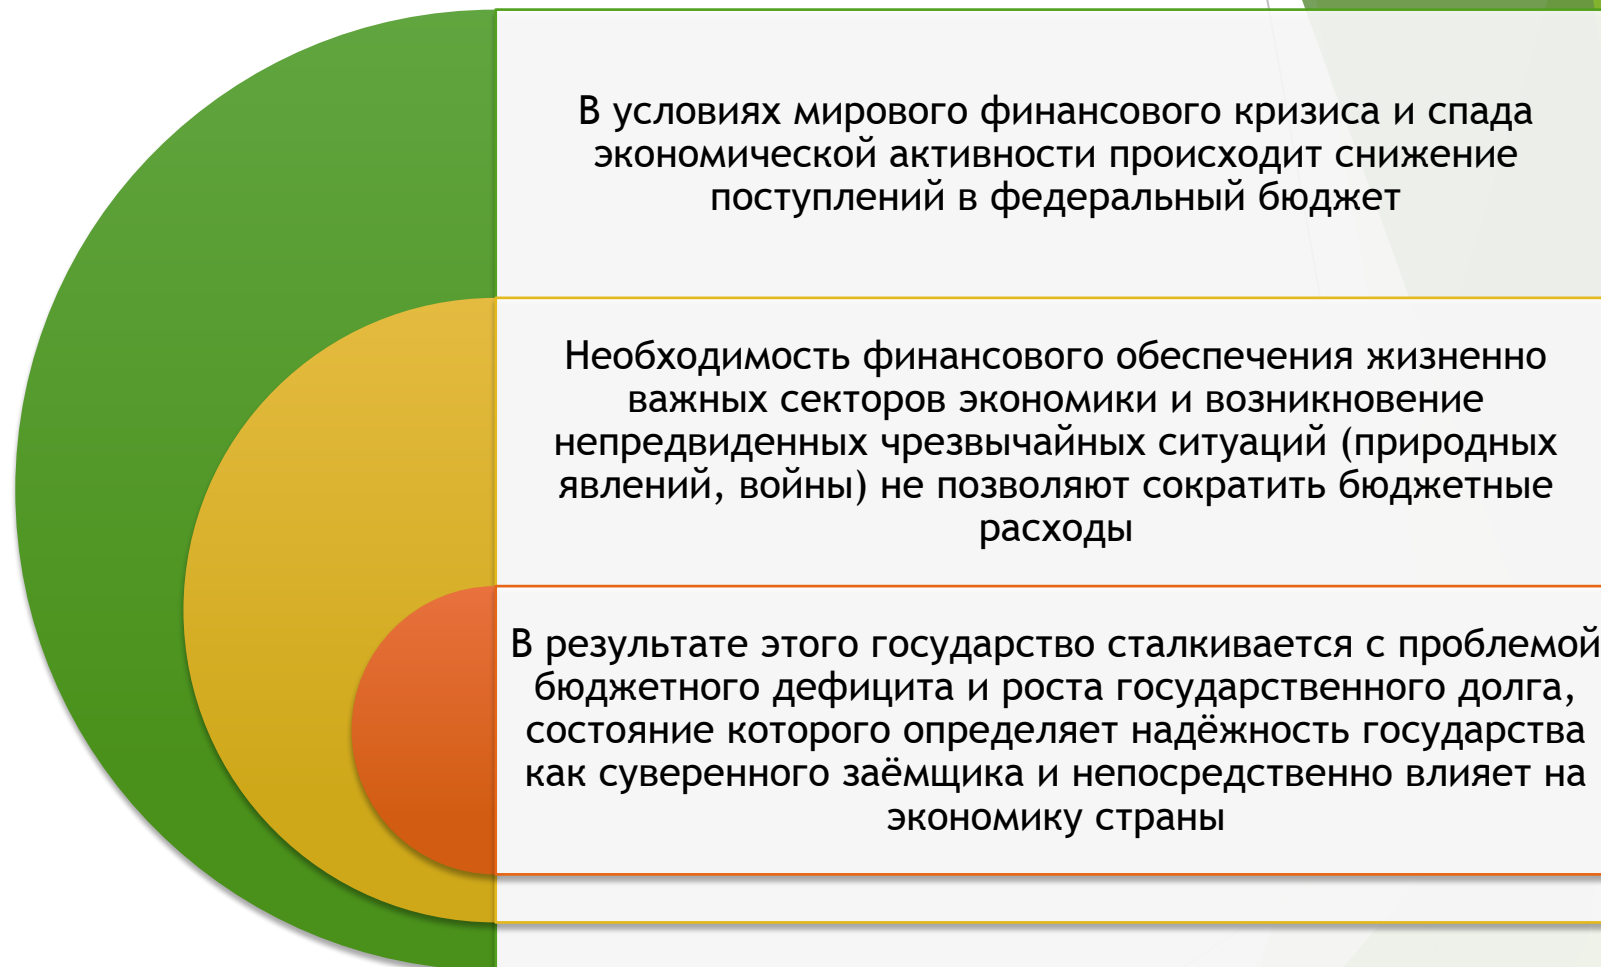 В условиях мирового финансового кризиса и спада
экономической активности происходит снижение
поступлений в федеральный бюджет
Необходимость финансового обеспечения жизненно
важных секторов экономики и возникновение
непредвиденных чрезвычайных ситуаций (природных
явлений, войны) не позволяют сократить бюджетные
расходы
В результате этого государство сталкивается с проблемой
бюджетного дефицита и роста государственного долга,
состояние которого определяет надёжность государства
как суверенного заёмщика и непосредственно влияет на
экономику страны